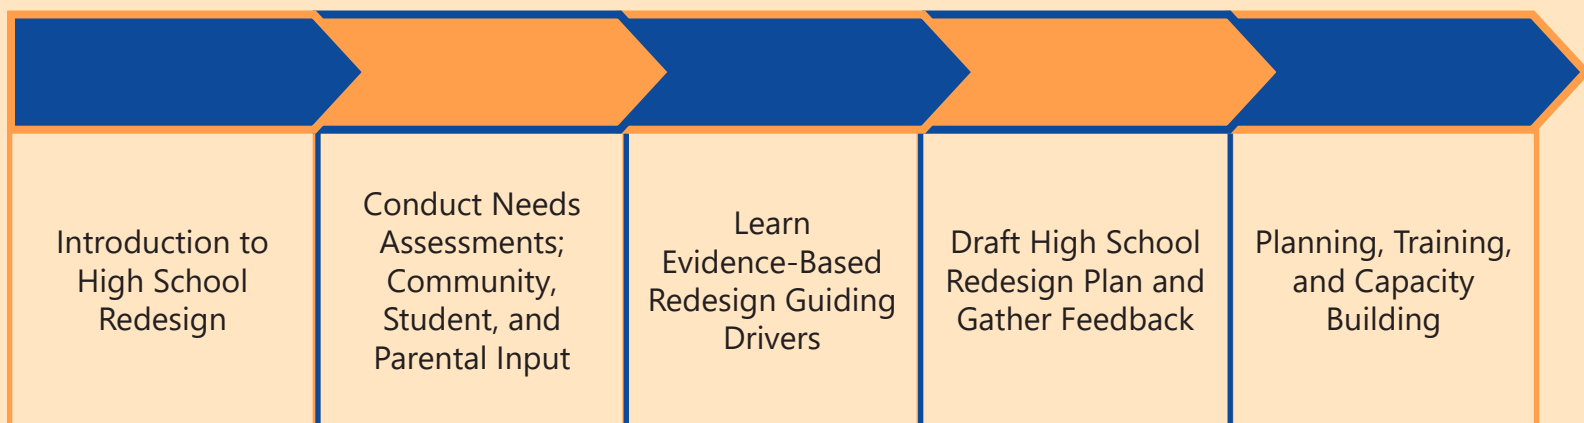 Introduction to
High School
Redesign
Conduct Needs
Assessments;
Community,
Student, and
Parental Input
Learn
Evidence-Based
Redesign Guiding
Drivers
Draft High School
Redesign Plan and
Gather Feedback
Planning, Training,
and Capacity
Building